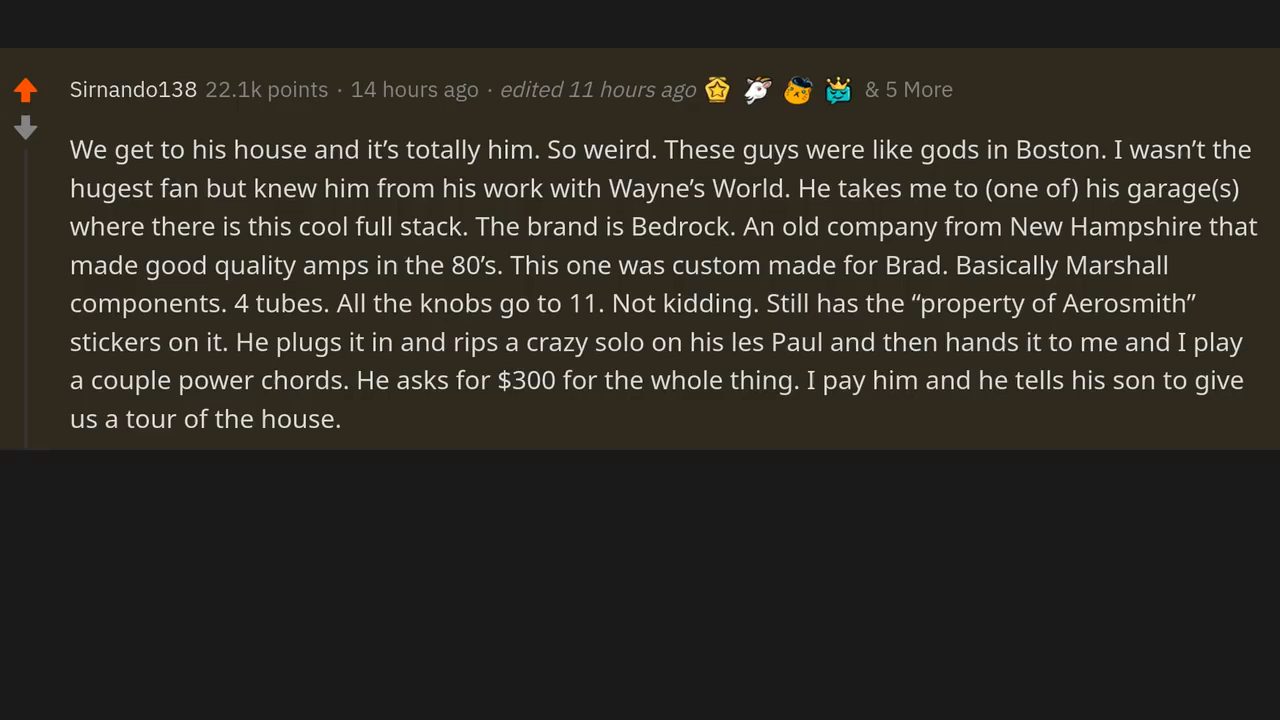 Sirnando138 22.1k points · 14 hours ago · edited 11 hours ago & 5 More
We get to his house and it’s totally him. So weird. These guys were like gods in Boston. I wasn’t the
hugest fan but knew him from his work with Wayne’s World. He takes me to (one of) his garage(s)
where there is this cool full stack. The brand is Bedrock. An old company from New Hampshire that
made good quality amps in the 80’s. This one was custom made for Brad. Basically Marshall
components. 4 tubes. All the knobs go to 11. Not kidding. Still has the “property of Aerosmith”
stickers on it. He plugs it in and rips a crazy solo on his les Paul and then hands it to me and I play
a couple power chords. He asks for $300 for the whole thing. I pay him and he tells his son to give
us a tour of the house.